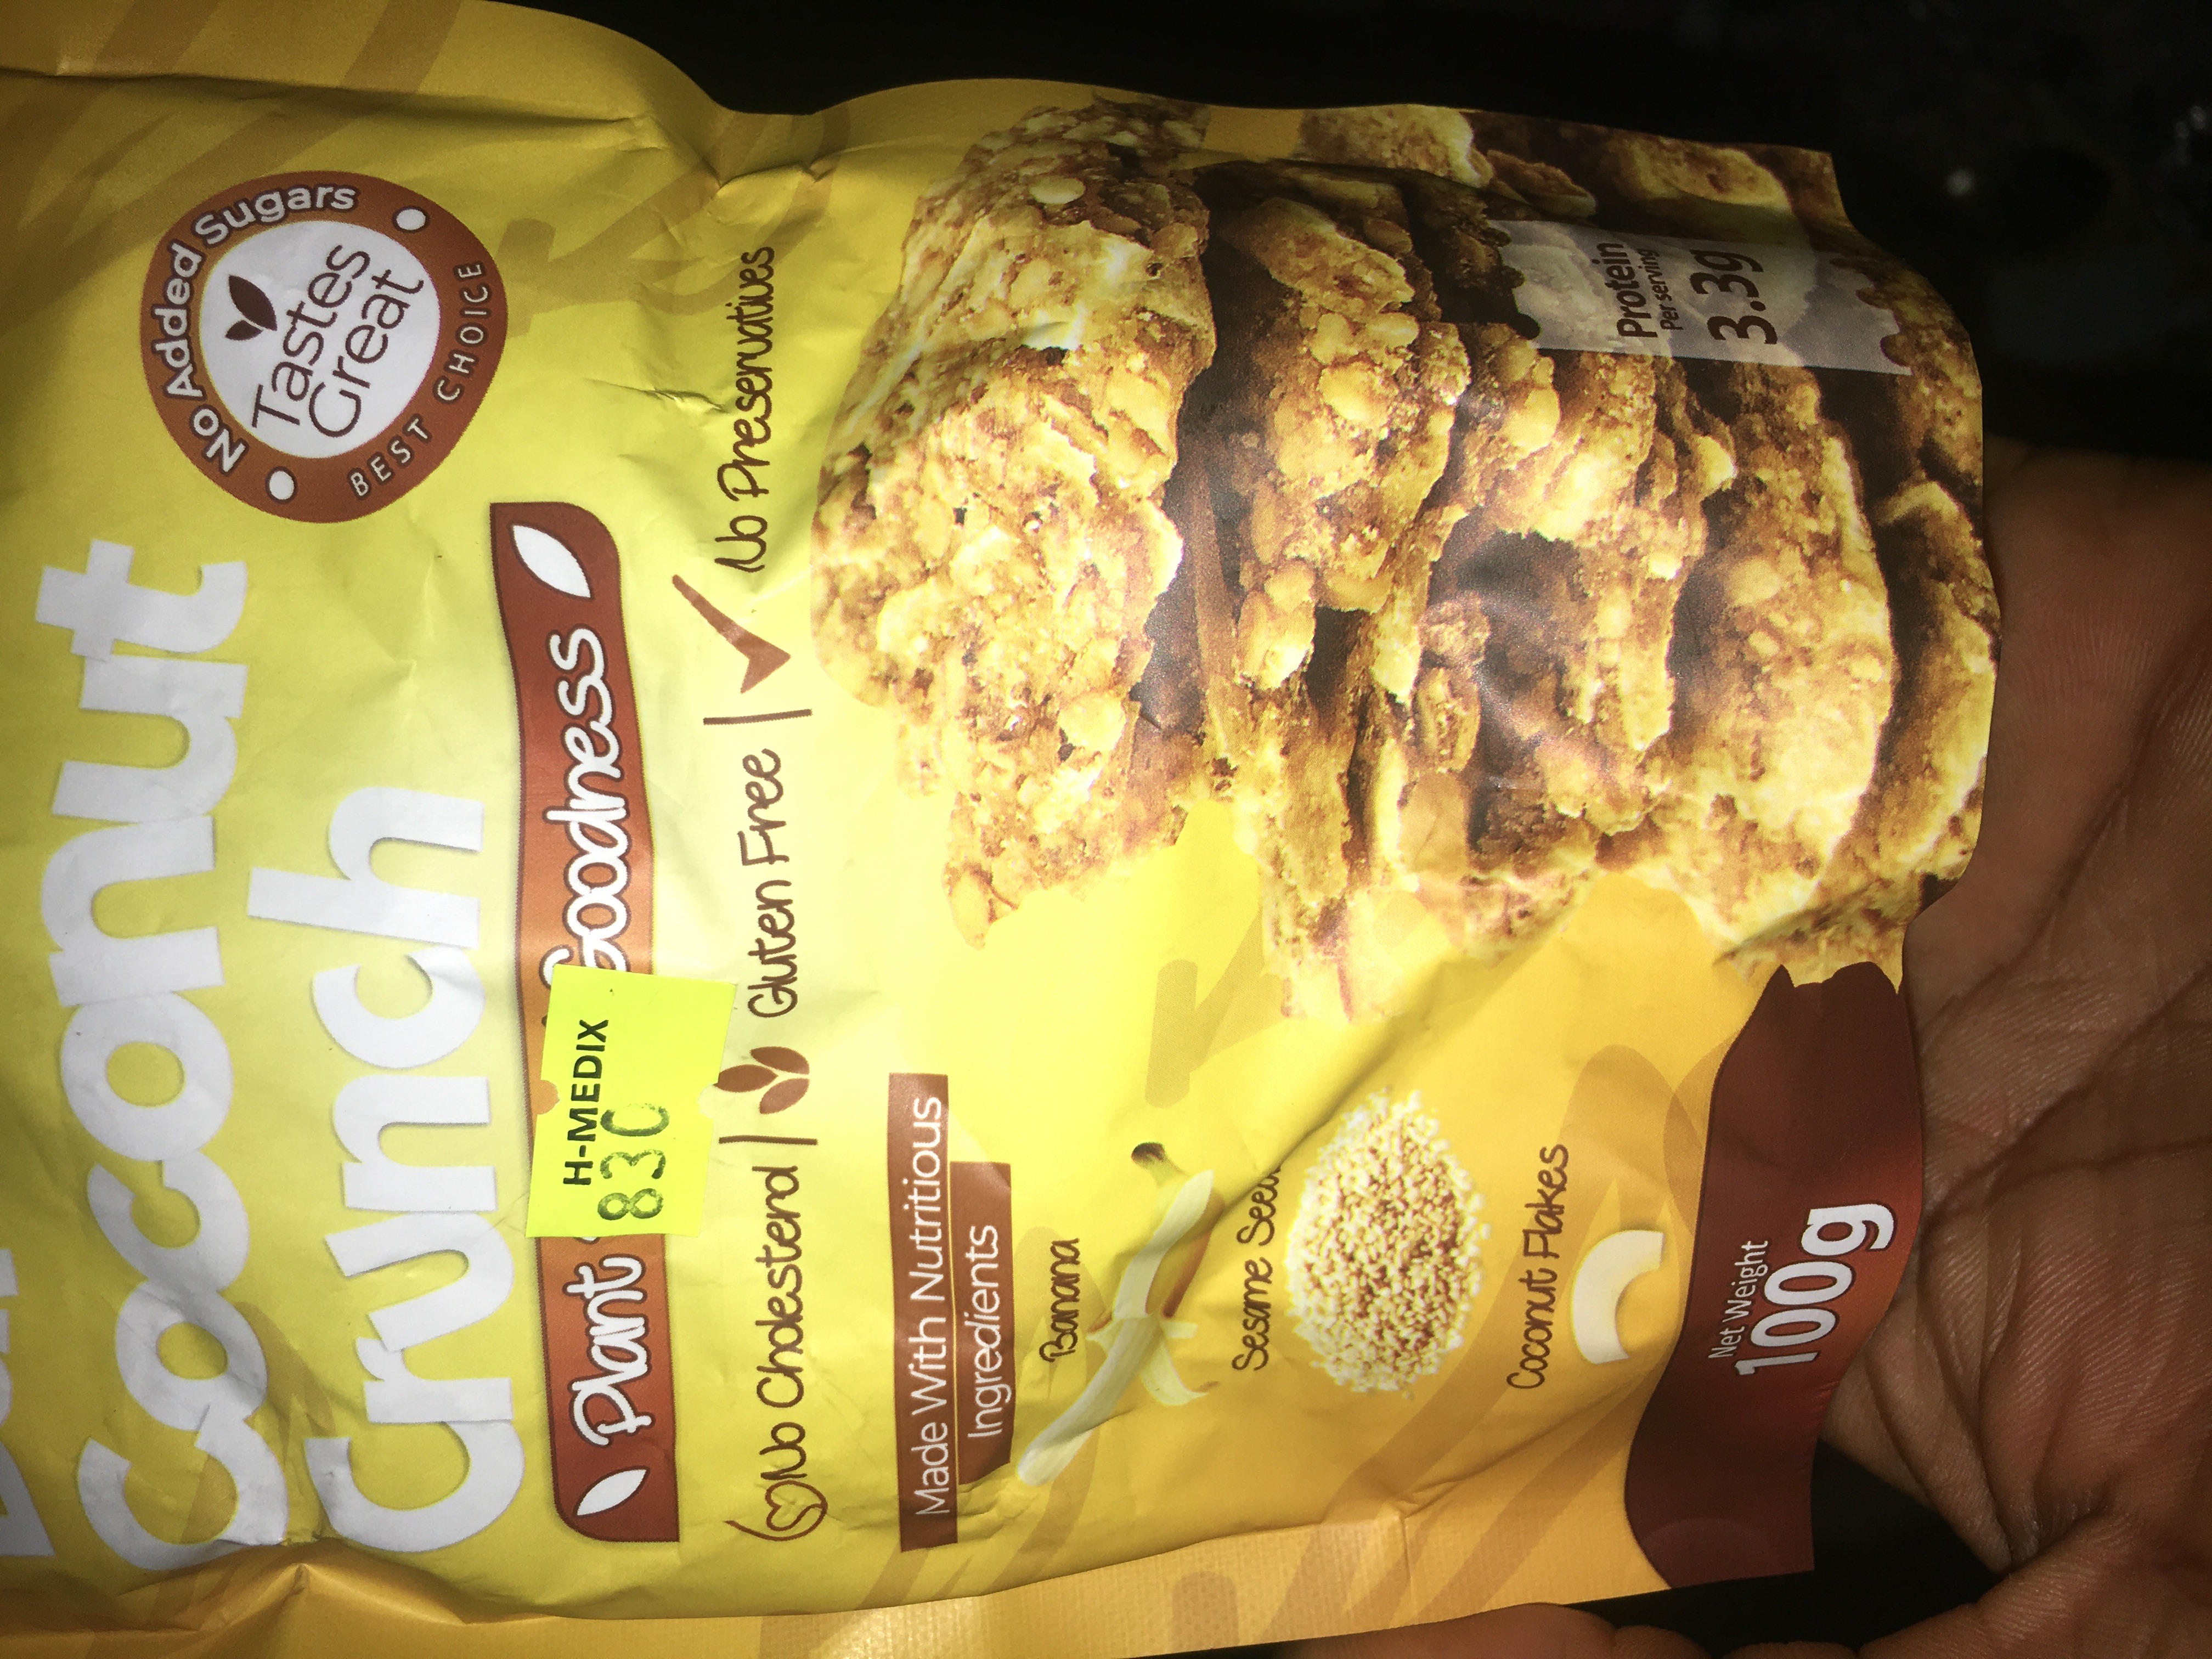 Coconut
Crunch
No Added Sugars
Tastes
Great
BEST CHOICE
Plant Goodness
H-MEDIX
830
No Cholesterol
Gluten Free
No Preservatives
Made With Nutritious
Ingredients
Banana
Sesame
Coconut Flakes
Protein
Per serving
3.3g
Net Weight
100g